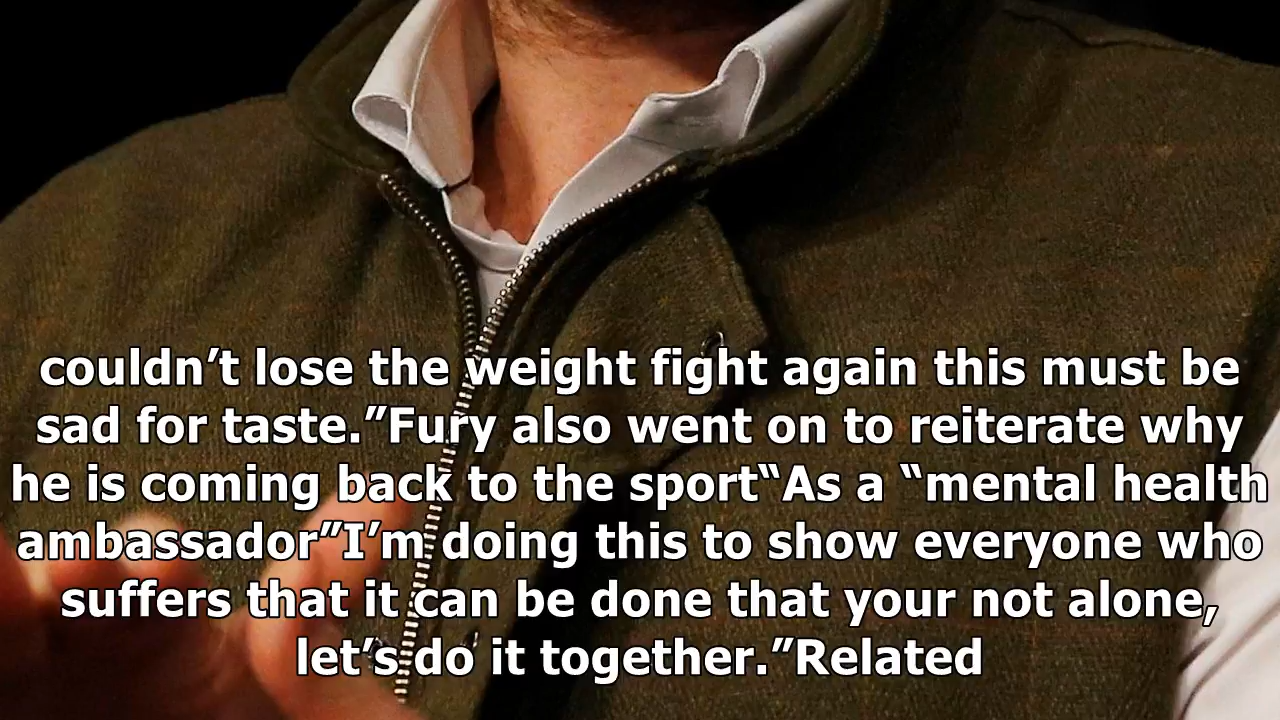 couldn’t lose the weight fight again this must be
sad for taste.”Fury also went on to reiterate why
he is coming back to the sport“As a “mental health
ambassador”I’m doing this to show everyone who
suffers that it can be done that your not alone,
let’s do it together.”Related